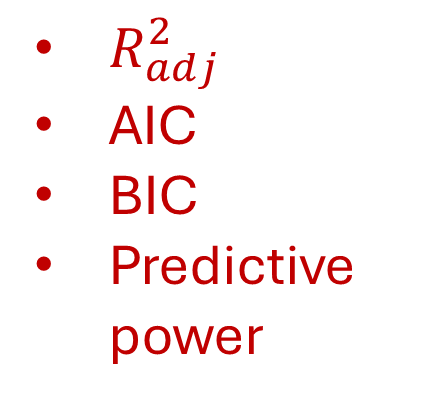 • R²adj
• AIC
• BIC
• Predictive
power